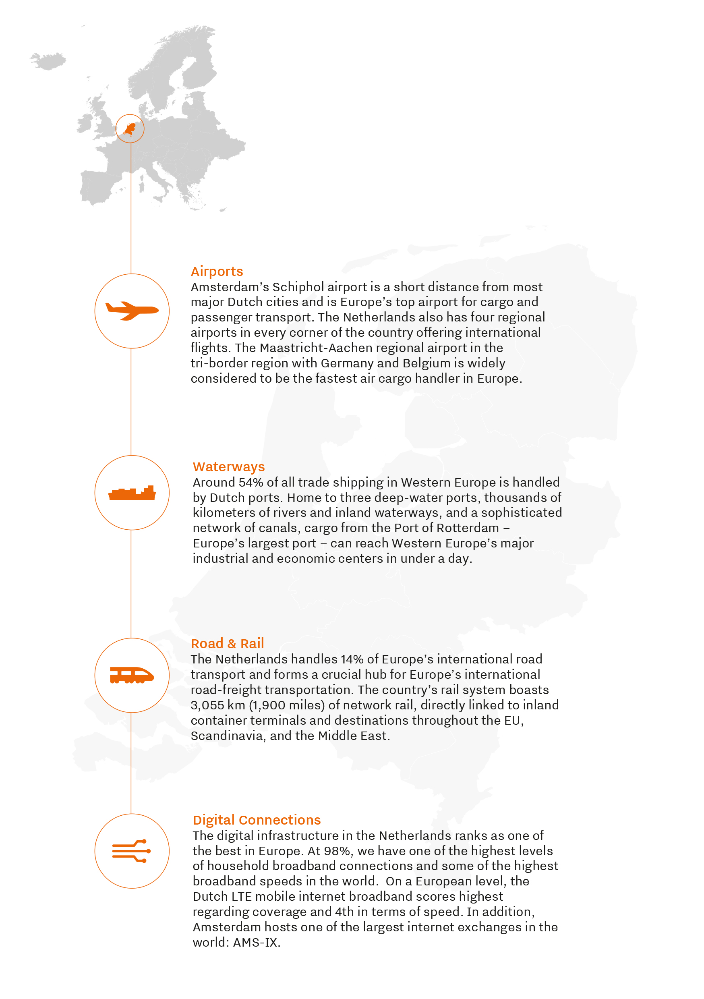 Airports
Amsterdam’s Schiphol airport is a short distance from most
major Dutch cities and is Europe’s top airport for cargo and
passenger transport. The Netherlands also has four regional
airports in every corner of the country offering international
flights. The Maastricht-Aachen regional airport in the
tri-border region with Germany and Belgium is widely
considered to be the fastest air cargo handler in Europe.
Waterways
Around 54% of all trade shipping in Western Europe is handled
by Dutch ports. Home to three deep-water ports, thousands of
kilometers of rivers and inland waterways, and a sophisticated
network of canals, cargo from the Port of Rotterdam –
Europe’s largest port – can reach Western Europe’s major
industrial and economic centers in under a day.
Road & Rail
The Netherlands handles 14% of Europe’s international road
transport and forms a crucial hub for Europe’s international
road-freight transportation. The country’s rail system boasts
3,055 km (1,900 miles) of network rail, directly linked to inland
container terminals and destinations throughout the EU,
Scandinavia, and the Middle East.
Digital Connections
The digital infrastructure in the Netherlands ranks as one of
the best in Europe. At 98%, we have one of the highest levels
of household broadband connections and some of the highest
broadband speeds in the world.  On a European level, the
Dutch LTE mobile internet broadband scores highest
regarding coverage and 4th in terms of speed. In addition,
Amsterdam hosts one of the largest internet exchanges in the
world: AMS-IX.